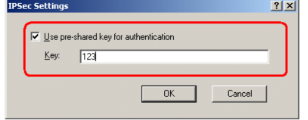 IPSec Settings
Use pre-shared key for authentication
Key: 123
OK Cancel